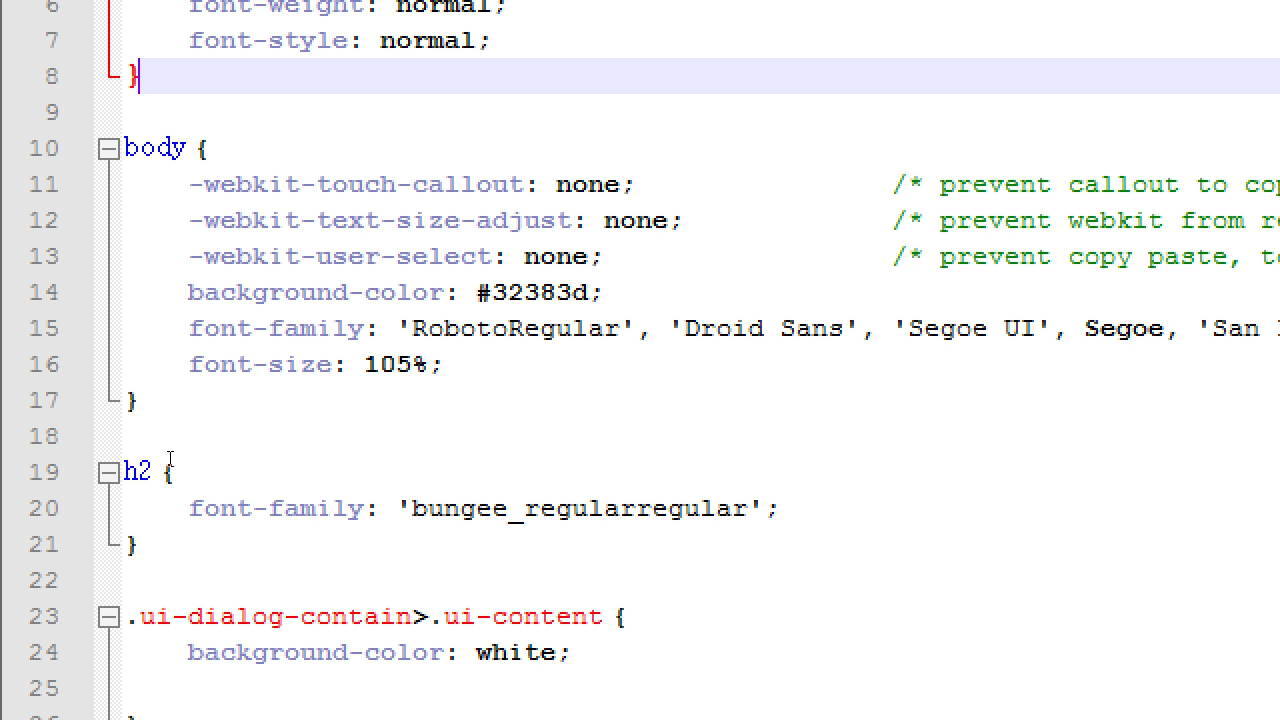 6 font-weight: normal;
7 font-style: normal;
8 }
9
10 body {
11 -webkit-touch-callout: none; /* prevent callout to
12 -webkit-text-size-adjust: none; /* prevent webkit from
13 -webkit-user-select: none; /* prevent copy paste,
14 background-color: #32383d;
15 font-family: 'RobotoRegular', 'Droid Sans', 'Segoe UI', Segoe, 'San
16 font-size: 105%;
17 }
18
19 h2 {
20 font-family: 'bungee_regularregular';
21 }
22
23 .ui-dialog-contain>.ui-content {
24 background-color: white;
25